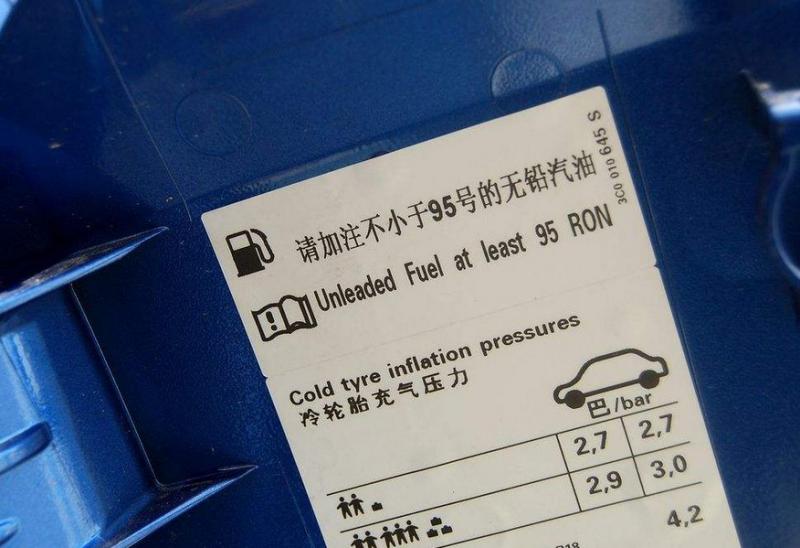 3C0 010 645 S
请加注不小于95号的无铅汽油
Unleaded Fuel at least 95 RON
Cold tyre inflation pressures
冷轮胎充气压力
巴/bar
2,7 2,7
2,9 3,0
4,2